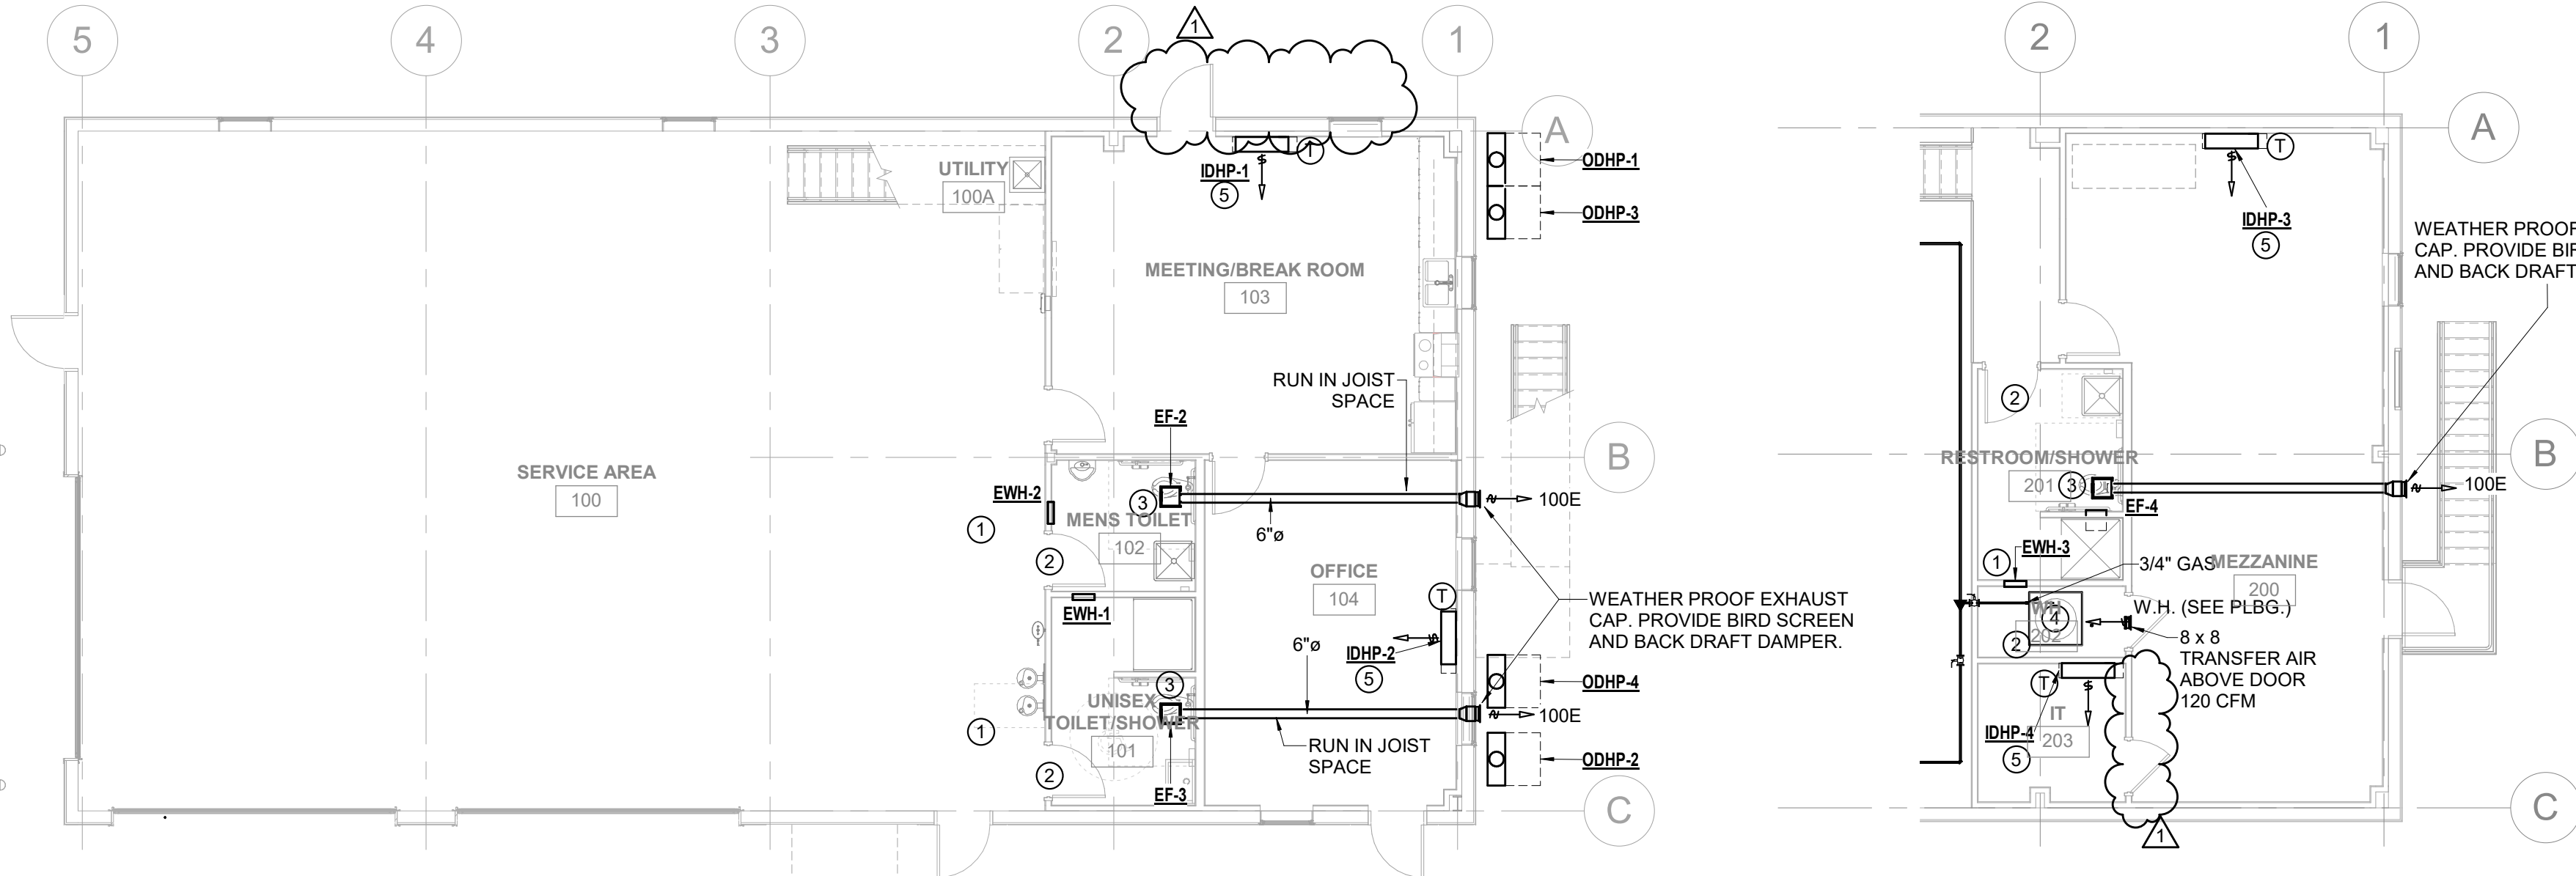 5
4
3
2
1
1
2
1
A
A
ODHP-1
ODHP-3
UTILITY
100A
T
IDHP-1
5
T
IDHP-3
5
WEATHER PROOF
CAP. PROVIDE
AND BACK DRAFT
MEETING/BREAK ROOM
103
RUN IN JOIST
SPACE
EF-2
2
B
B
SERVICE AREA
100
EWH-2
1
3
MENS TOILET
102
2
6"ø
100E
RESTROOM/SHOWER
201
3
EF-4
100E
EWH-1
OFFICE
104
T
IDHP-2
5
6"ø
WEATHER PROOF EXHAUST
CAP. PROVIDE BIRD SCREEN
AND BACK DRAFT DAMPER.
1
EWH-3
3/4" GAS
MEZZANINE
200
WH
202
4
2
W.H. (SEE PLBG.)
8 x 8
TRANSFER AIR
ABOVE DOOR
120 CFM
3
UNISEX
TOILET/SHOWER
101
1
2
EF-3
100E
RUN IN JOIST
SPACE
ODHP-4
ODHP-2
T
IT
203
IDHP-4
5
C
C
1